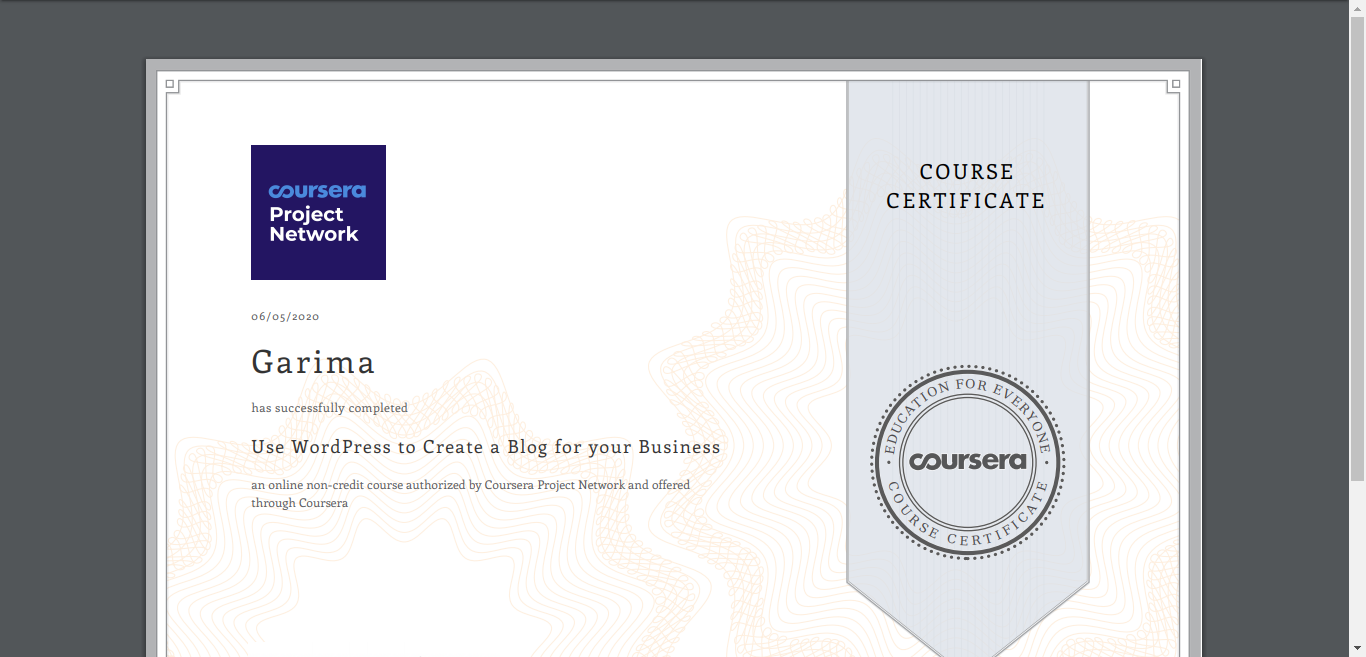 coursera
Project
Network
COURSE
CERTIFICATE
06/05/2020
Garima
has successfully completed
Use WordPress to Create a Blog for your Business
an online non-credit course authorized by Coursera Project Network and offered
through Coursera
EDUCATION FOR EVERYONE
coursera
COURSE CERTIFICATE